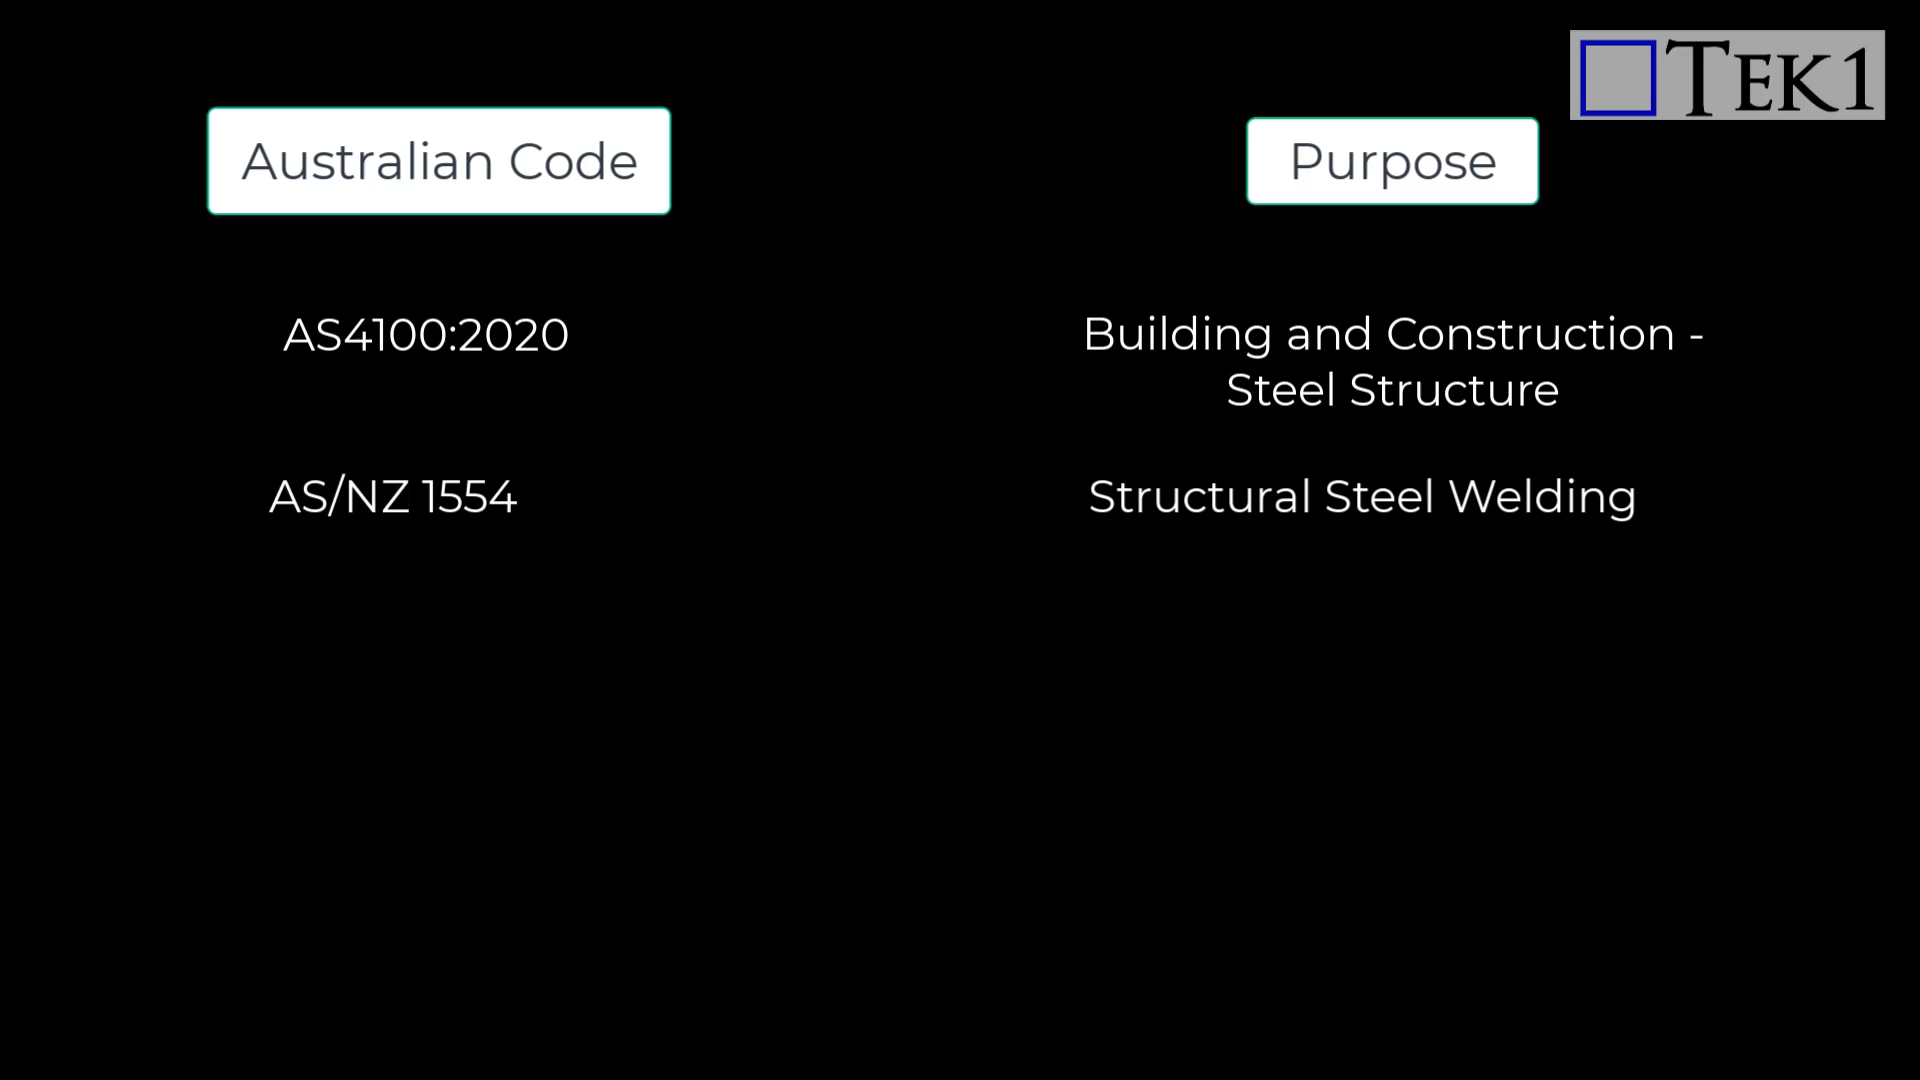 Tek1
Australian Code
Purpose
AS4100:2020
Building and Construction -
Steel Structure
AS/NZ 1554
Structural Steel Welding